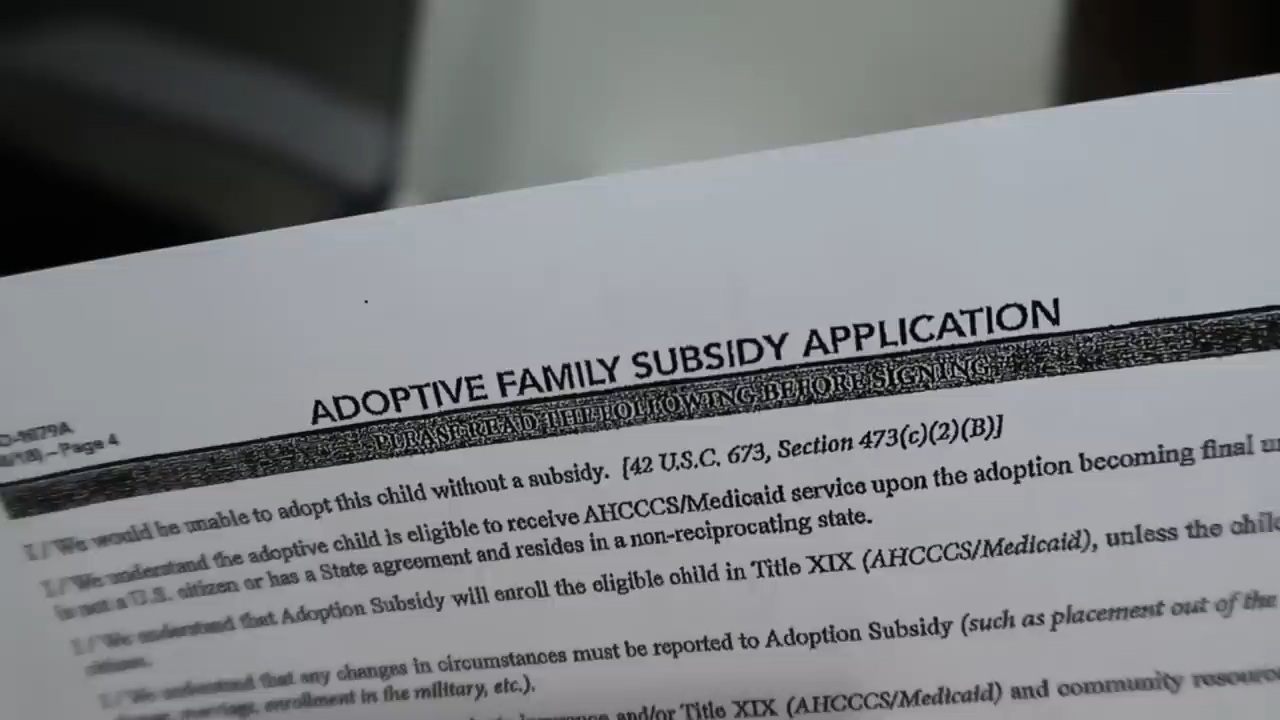 ADOPTIVE FAMILY SUBSIDY APPLICATION
PLEASE READ THE FOLLOWING BEFORE SIGNING
– Page 4
I / We would be unable to adopt this child without a subsidy. [42 U.S.C. 673, Section 473(c)(2)(B)]
I / We understand the adoptive child is eligible to receive AHCCCS/Medicaid service upon the adoption becoming final
is not a U.S. citizen or has a State agreement and resides in a non-reciprocating state.
I / We understand that Adoption Subsidy will enroll the eligible child in Title XIX (AHCCCS/Medicaid), unless the
citizen.
I / We understand that any changes in circumstances must be reported to Adoption Subsidy (such as placement out of the
marriage, enrollment in the military, etc.).
and/or Title XIX (AHCCCS/Medicaid) and community